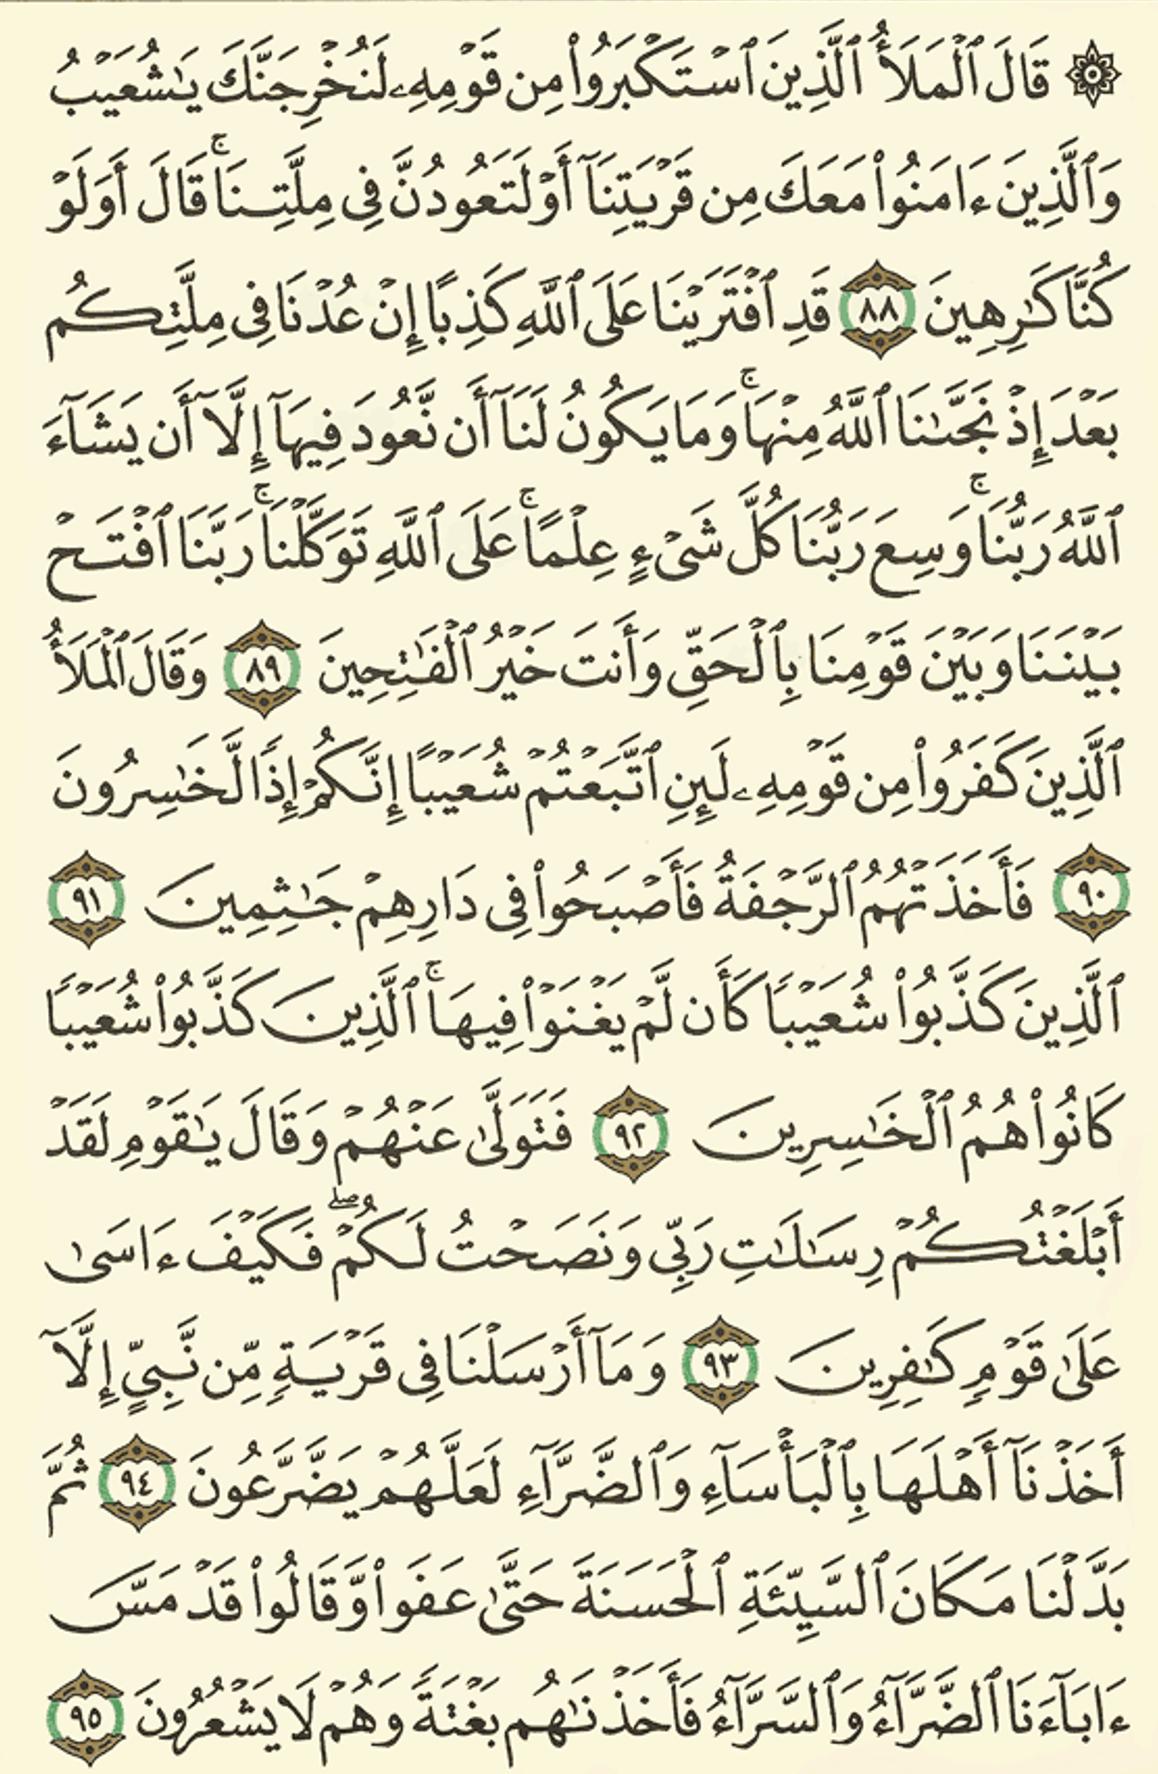 ۞ قَالَ ٱلْمَلَأُ ٱلَّذِينَ ٱسْتَكْبَرُوا۟ مِن قَوْمِهِۦ لَنُخْرِجَنَّكَ يَـٰشُعَيْبُ
وَٱلَّذِينَ ءَامَنُوا۟ مَعَكَ مِن قَرْيَتِنَآ أَوْ لَتَعُودُنَّ فِى مِلَّتِنَا ۚ قَالَ أَوَلَوْ
كُنَّا كَـٰرِهِينَ ٨٨ قَدِ ٱفْتَرَيْنَا عَلَى ٱللَّهِ كَذِبًا إِنْ عُدْنَا فِى مِلَّتِكُم
بَعْدَ إِذْ نَجَّىٰنَا ٱللَّهُ مِنْهَا ۚ وَمَا يَكُونُ لَنَآ أَن نَّعُودَ فِيهَآ إِلَّآ أَن يَشَآءَ
ٱللَّهُ رَبُّنَا ۚ وَسِعَ رَبُّنَا كُلَّ شَىْءٍ عِلْمًا ۚ عَلَى ٱللَّهِ تَوَكَّلْنَا ۚ رَبَّنَا ٱفْتَحْ
بَيْنَنَا وَبَيْنَ قَوْمِنَا بِٱلْحَقِّ وَأَنتَ خَيْرُ ٱلْفَـٰتِحِينَ ٨٩ وَقَالَ ٱلْمَلَأُ
ٱلَّذِينَ كَفَرُوا۟ مِن قَوْمِهِۦ لَئِنِ ٱتَّبَعْتُمْ شُعَيْبًا إِنَّكُمْ إِذًا لَّخَـٰسِرُونَ
٩٠ فَأَخَذَتْهُمُ ٱلرَّجْفَةُ فَأَصْبَحُوا۟ فِى دَارِهِمْ جَـٰثِمِينَ ٩١
ٱلَّذِينَ كَذَّبُوا۟ شُعَيْبًا كَأَن لَّمْ يَغْنَوْا۟ فِيهَا ۚ ٱلَّذِينَ كَذَّبُوا۟ شُعَيْبًا
كَانُوا۟ هُمُ ٱلْخَـٰسِرِينَ ٩٢ فَتَوَلَّىٰ عَنْهُمْ وَقَالَ يَـٰقَوْمِ لَقَدْ
أَبْلَغْتُكُمْ رِسَـٰلَـٰتِ رَبِّى وَنَصَحْتُ لَكُمْ ۖ فَكَيْفَ ءَاسَىٰ
عَلَىٰ قَوْمٍ كَـٰفِرِينَ ٩٣ وَمَآ أَرْسَلْنَا فِى قَرْيَةٍ مِّن نَّبِىٍّ إِلَّآ
أَخَذْنَآ أَهْلَهَا بِٱلْبَأْسَآءِ وَٱلضَّرَّآءِ لَعَلَّهُمْ يَضَّرَّعُونَ ٩٤ ثُمَّ
بَدَّلْنَا مَكَانَ ٱلسَّيِّئَةِ ٱلْحَسَنَةَ حَتَّىٰ عَفَوا۟ وَّقَالُوا۟ قَدْ مَسَّ
ءَابَآءَنَا ٱلضَّرَّآءُ وَٱلسَّرَّآءُ فَأَخَذْنَـٰهُم بَغْتَةً وَهُمْ لَا يَشْعُرُونَ ٩٥